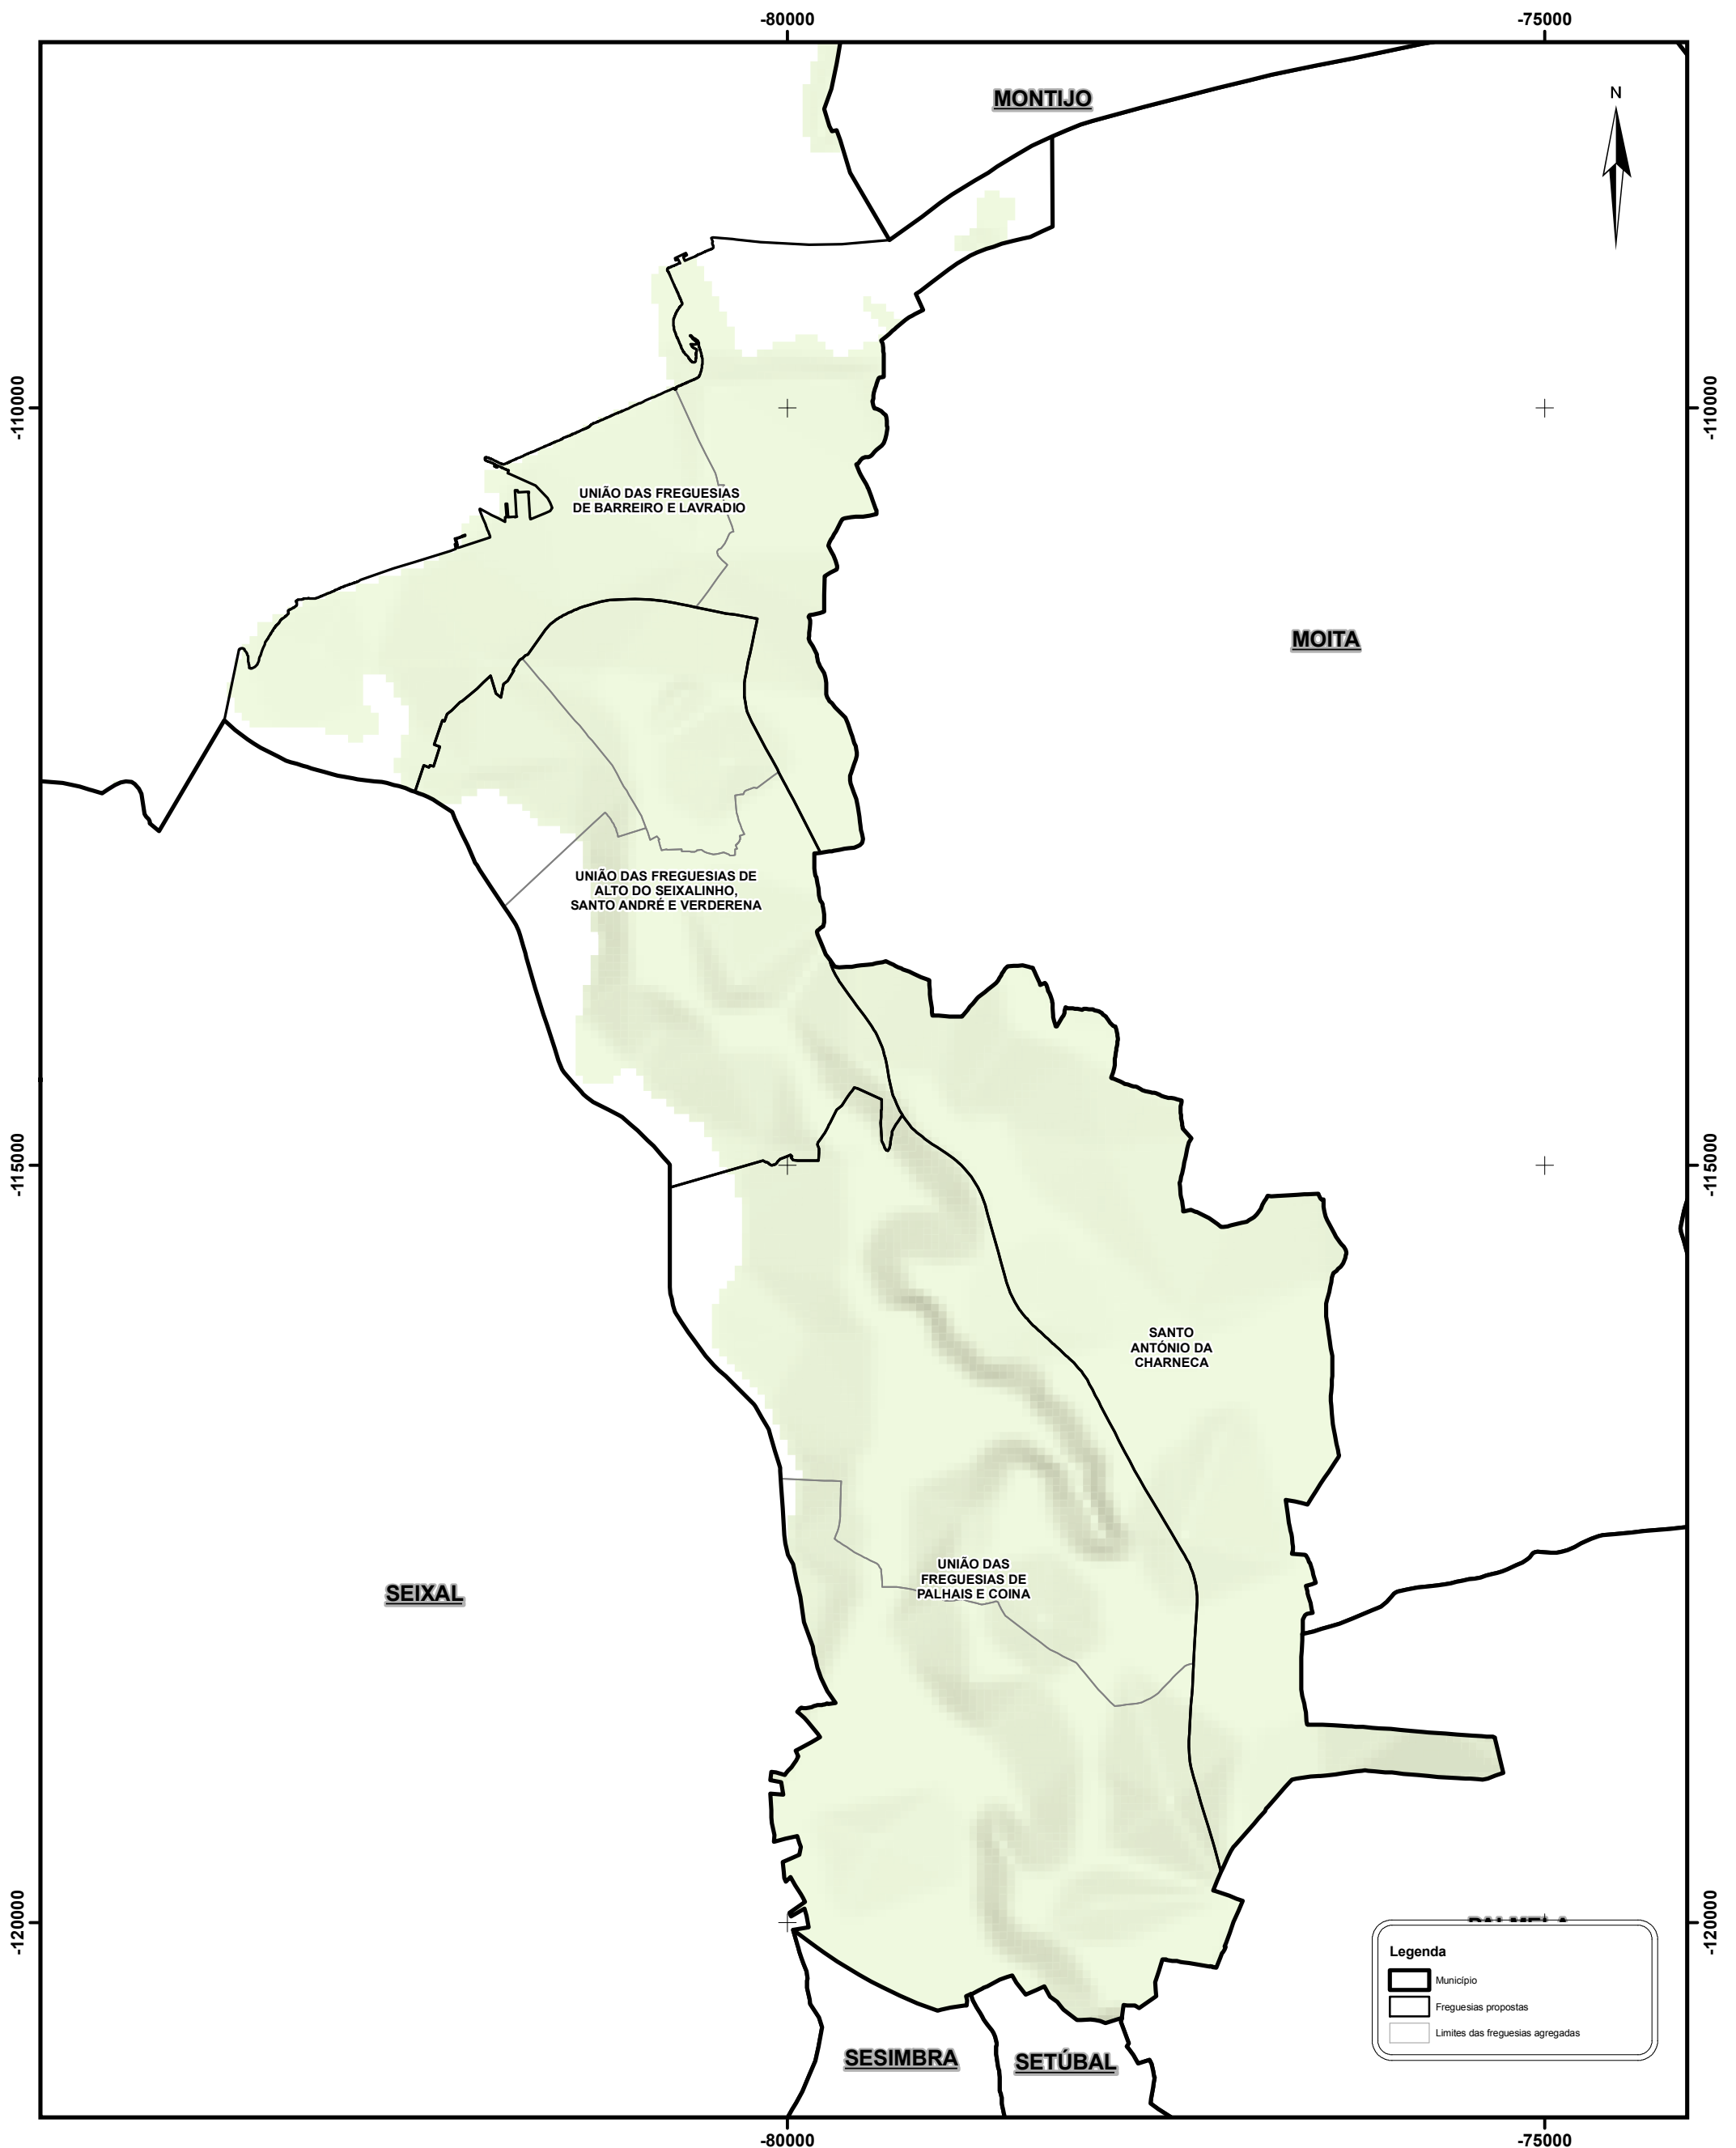 -80000
-75000
MONTIJO
N
-110000
-110000
UNIÃO DAS FREGUESIAS
DE BARREIRO E LAVRADIO
MOITA
UNIÃO DAS FREGUESIAS DE
ALTO DO SEIXALINHO,
SANTO ANDRÉ E VERDERENA
-115000
-115000
SANTO
ANTÓNIO DA
CHARNECA
UNIÃO DAS
FREGUESIAS DE
PALHAIS E COINA
SEIXAL
-120000
-120000
Legenda
Município
Freguesias propostas
Limites das freguesias agregadas
SESIMBRA
SETÚBAL
-80000
-75000